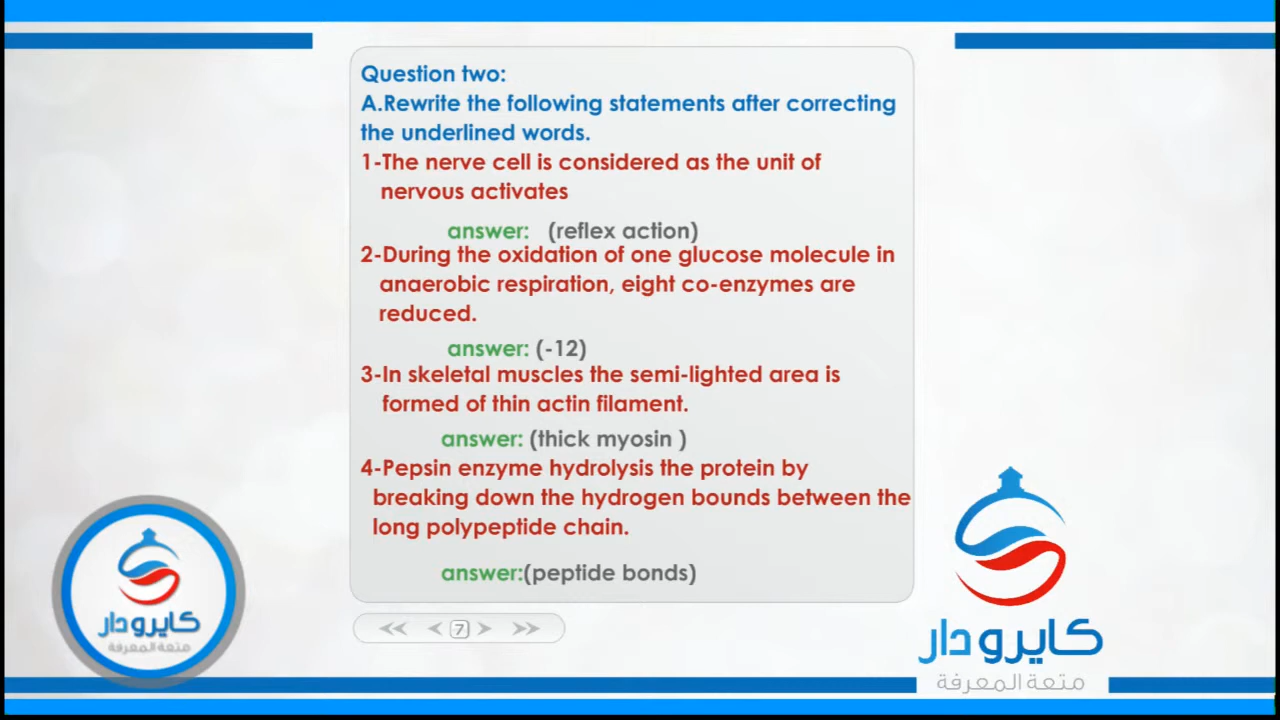 Question two:
A.Rewrite the following statements after correcting
the underlined words.
1-The nerve cell is considered as the unit of
nervous activates
answer: (reflex action)
2-During the oxidation of one glucose molecule in
anaerobic respiration, eight co-enzymes are
reduced.
answer: (-12)
3-In skeletal muscles the semi-lighted area is
formed of thin actin filament.
answer: (thick myosin )
4-Pepsin enzyme hydrolysis the protein by
breaking down the hydrogen bounds between the
long polypeptide chain.
answer:(peptide bonds)
7
كايرو دار
متعة المعرفة
كايرو دار
متعة المعرفة